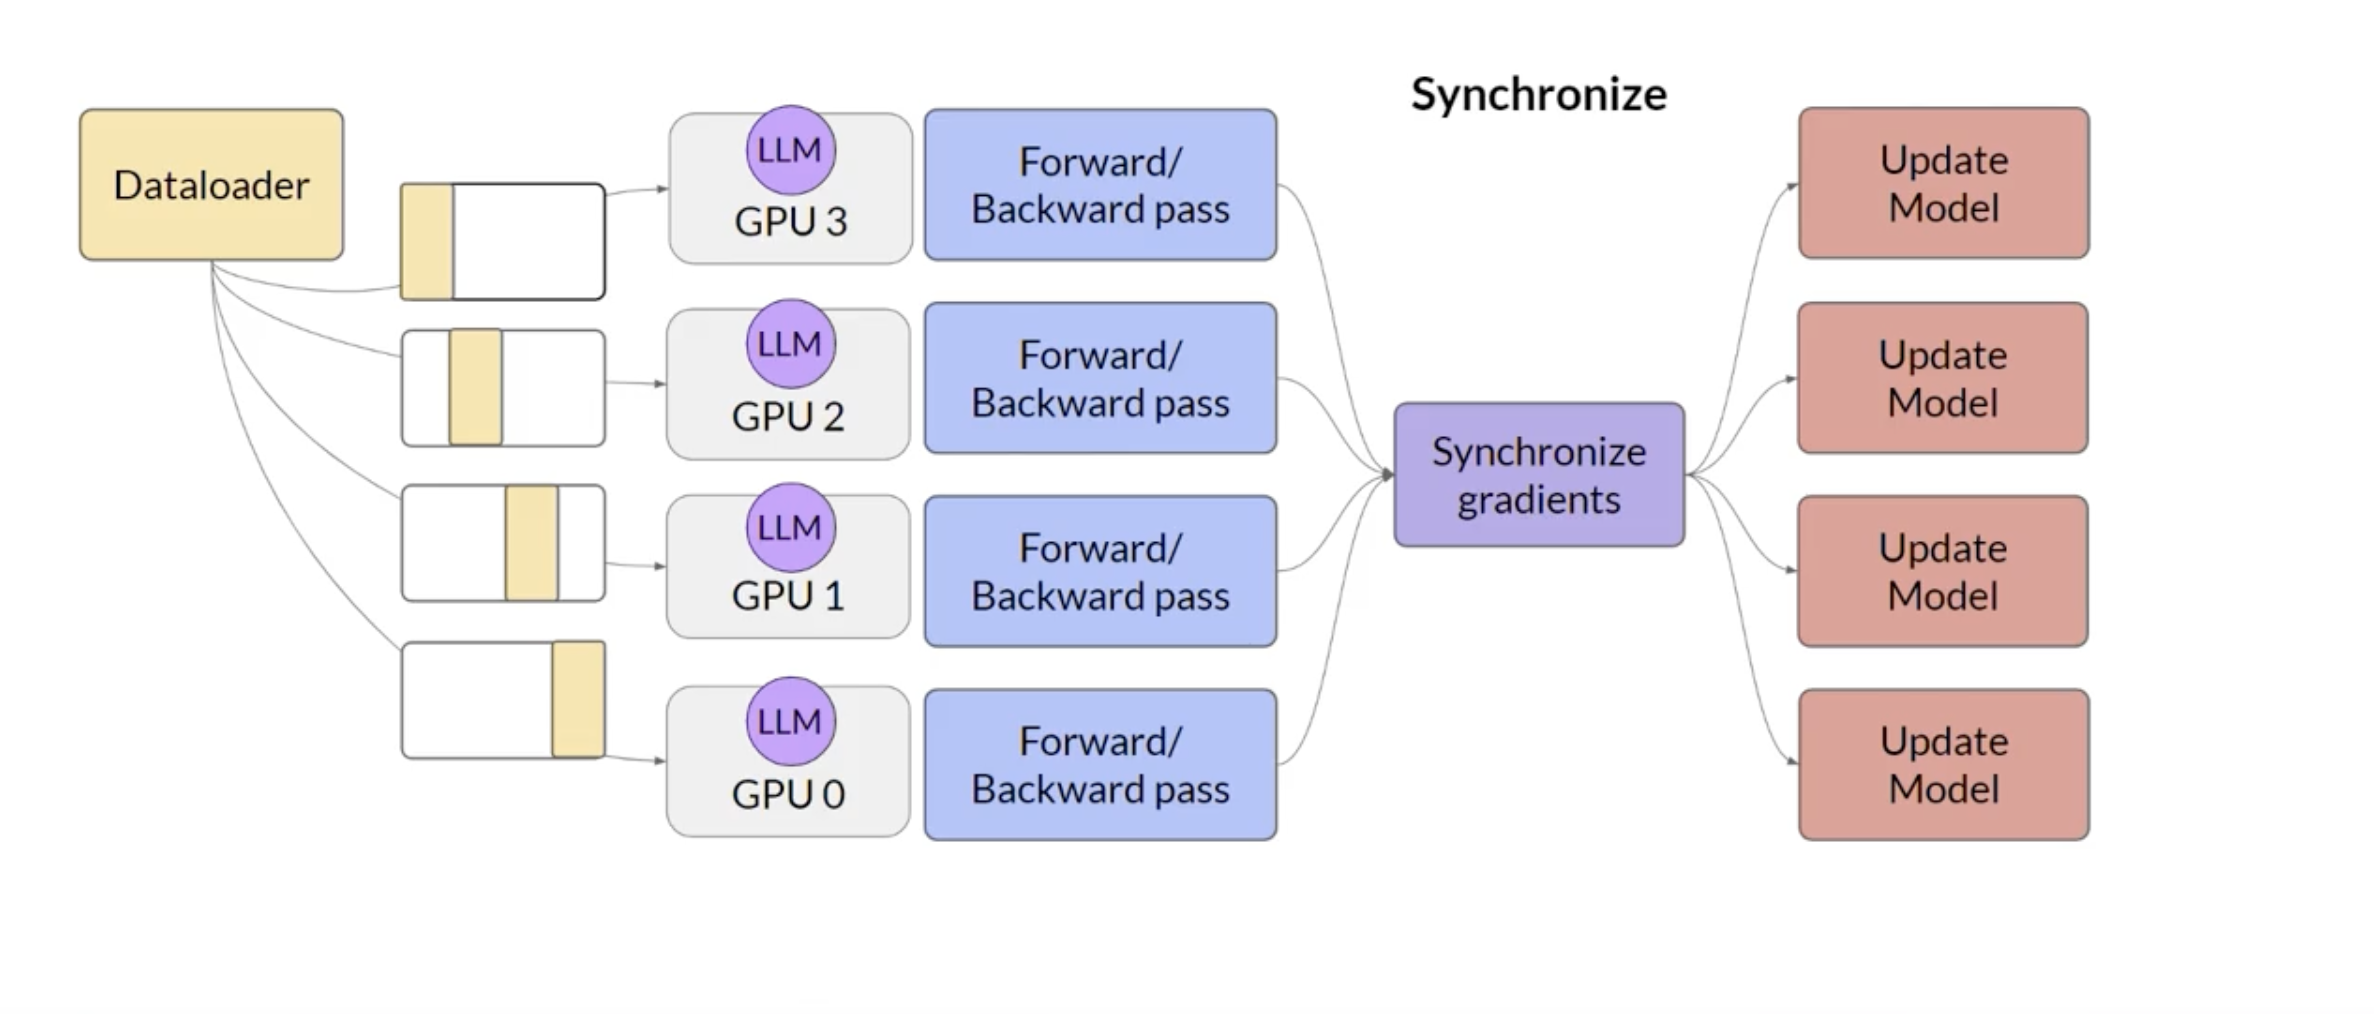 Synchronize
Dataloader
LLM
GPU 3
Forward/
Backward pass
Update
Model
LLM
GPU 2
Forward/
Backward pass
Update
Model
Synchronize
gradients
LLM
GPU 1
Forward/
Backward pass
Update
Model
LLM
GPU 0
Forward/
Backward pass
Update
Model